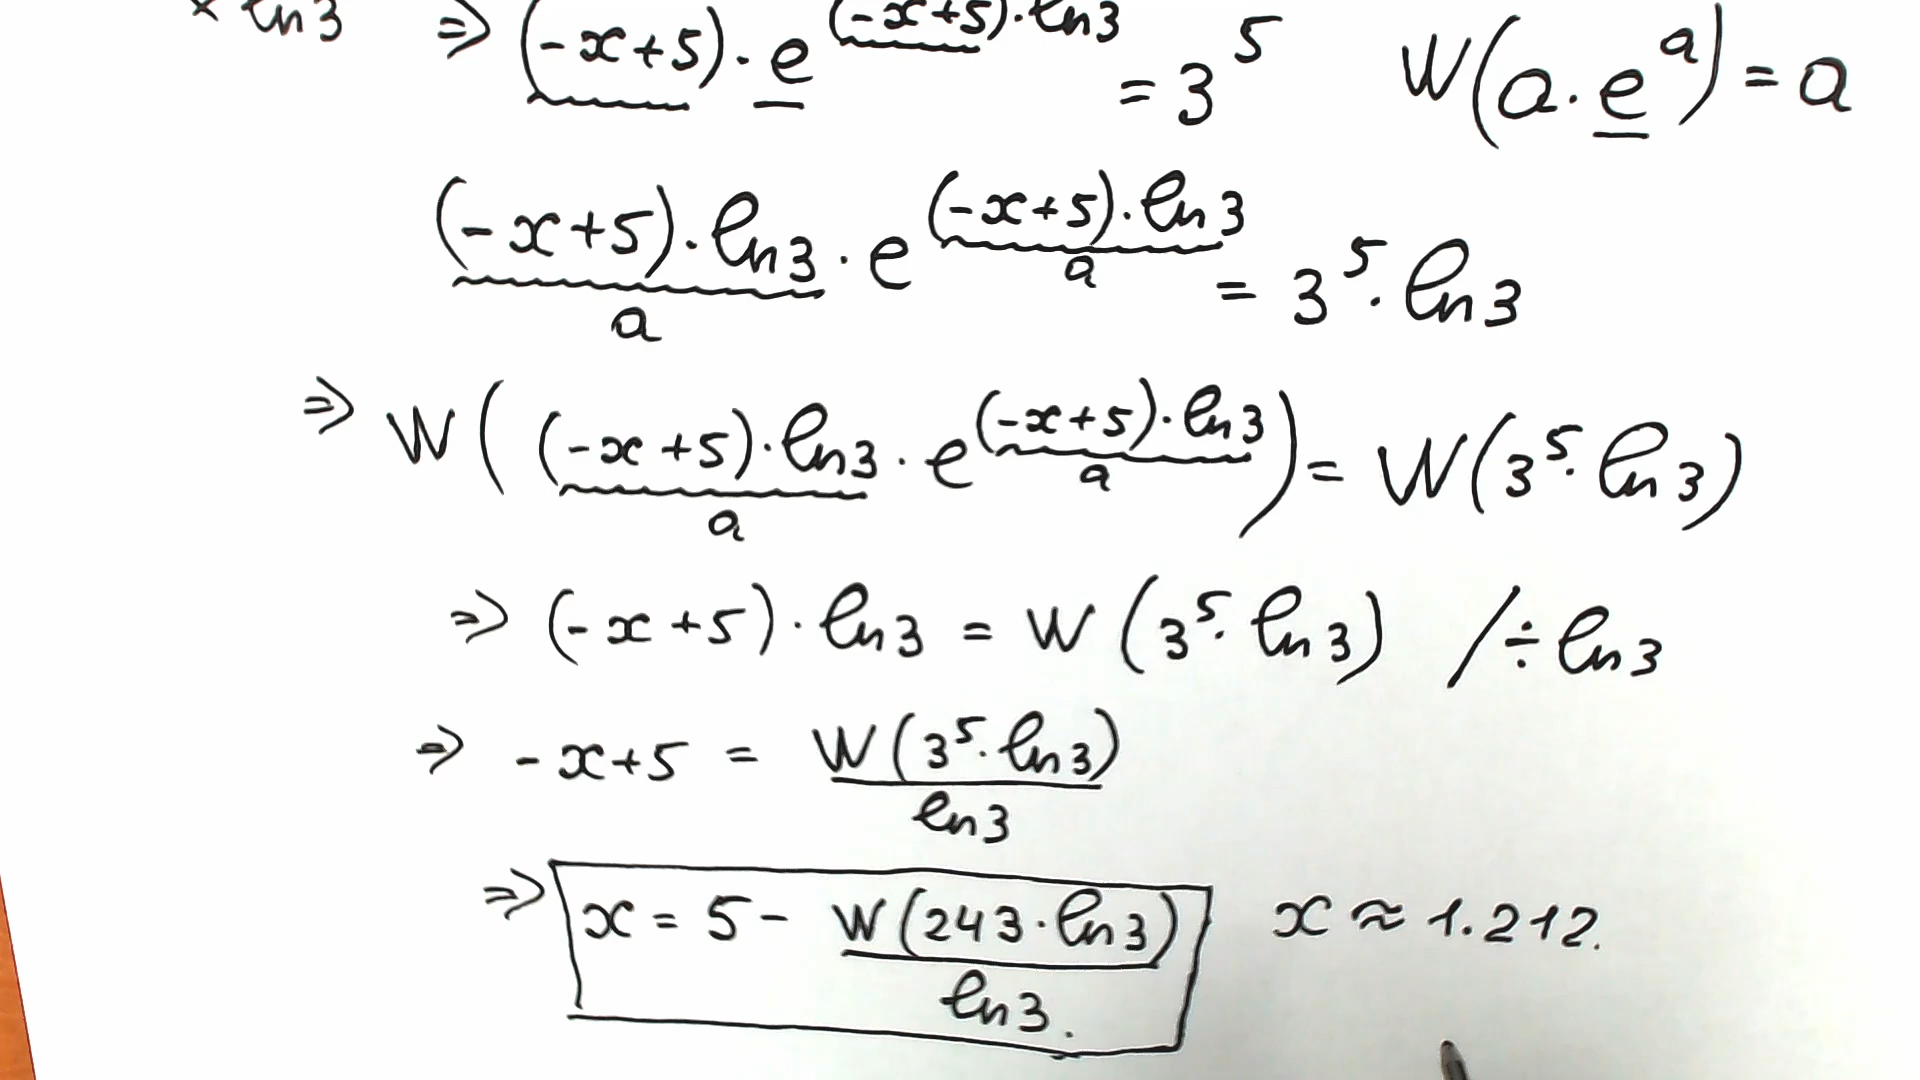 × ln3 ⇒ (-x+5)·e^((-x+5)·ln3) = 3^5 W(a·e^a) = a
(-x+5)·ln3·e^((-x+5)·ln3) = 3^5·ln3
a a
⇒ W((-x+5)·ln3·e^((-x+5)·ln3)) = W(3^5·ln3)
a a
⇒ (-x+5)·ln3 = W(3^5·ln3) /÷ln3
⇒ -x+5 = W(3^5·ln3)/ln3
⇒ x = 5 - W(243·ln3)/ln3. x ≈ 1.212.